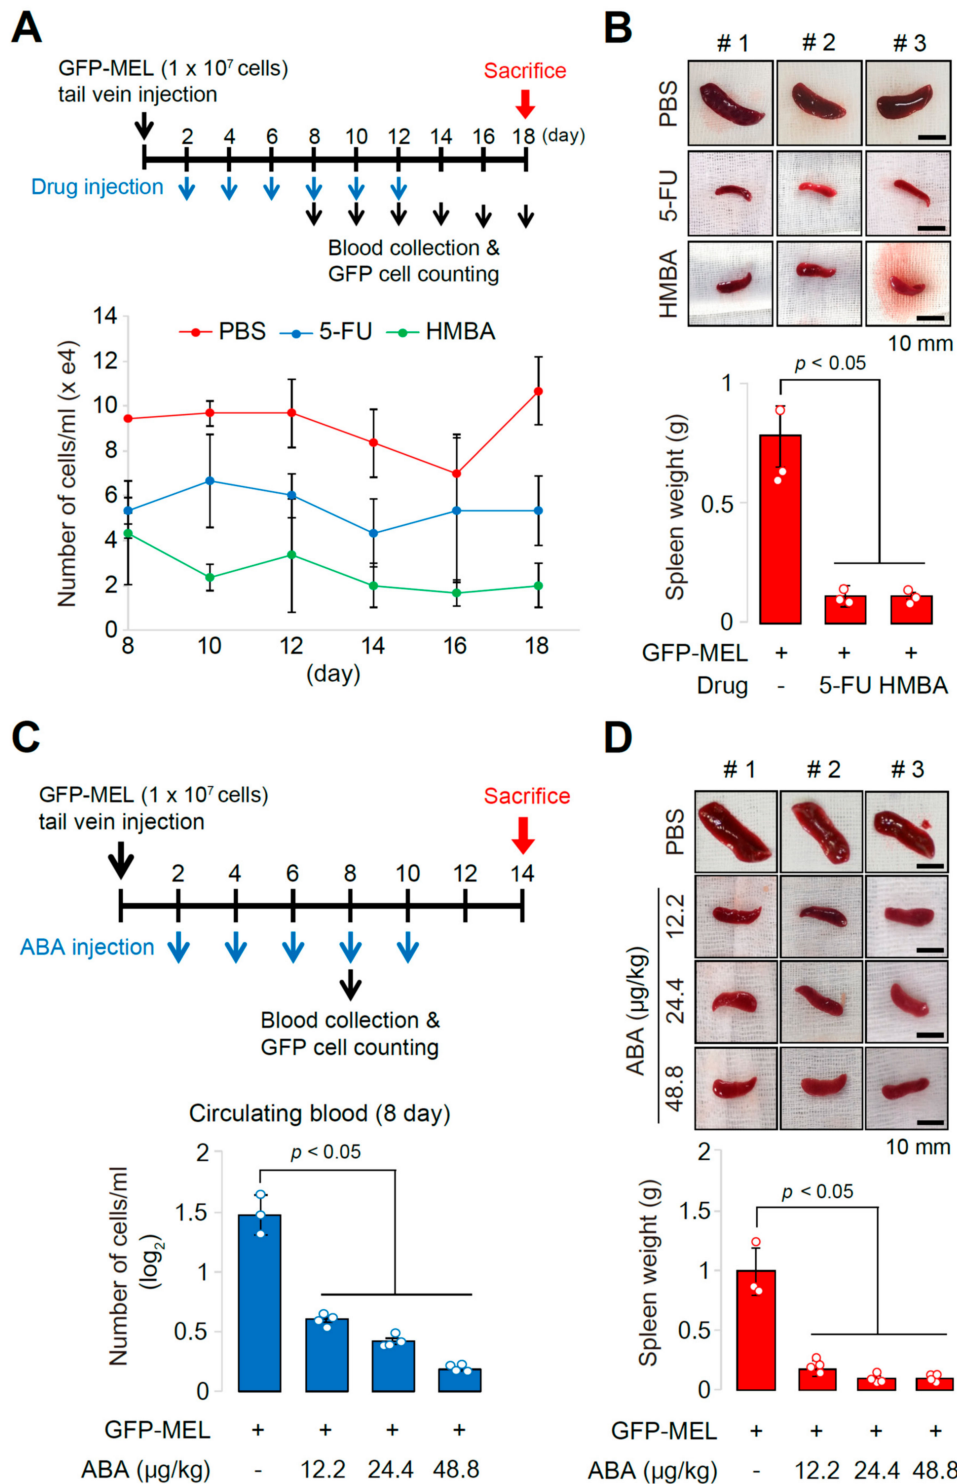 A
GFP-MEL (1 x 10⁷ cells)
tail vein injection
Sacrifice
2 4 6 8 10 12 14 16 18 (day)
Drug injection
Blood collection &
GFP cell counting
PBS 5-FU HMBA
Number of cells/ml (x e4)
14
12
10
8
6
4
2
0
8 10 12 14 16 18
(day)
B
# 1 # 2 # 3
PBS
5-FU
HMBA
10 mm
p < 0.05
Spleen weight (g)
1
0.5
0
GFP-MEL + + +
Drug - 5-FU HMBA
C
GFP-MEL (1 x 10⁷ cells)
tail vein injection
Sacrifice
2 4 6 8 10 12 14
ABA injection
Blood collection &
GFP cell counting
Circulating blood (8 day)
p < 0.05
Number of cells/ml
(log₂)
2
1.5
1
0.5
0
GFP-MEL + + + +
ABA (µg/kg) - 12.2 24.4 48.8
D
# 1 # 2 # 3
PBS
ABA (µg/kg)
12.2
24.4
48.8
10 mm
p < 0.05
Spleen weight (g)
2
1.5
1
0.5
0
GFP-MEL + + + +
ABA (µg/kg) - 12.2 24.4 48.8